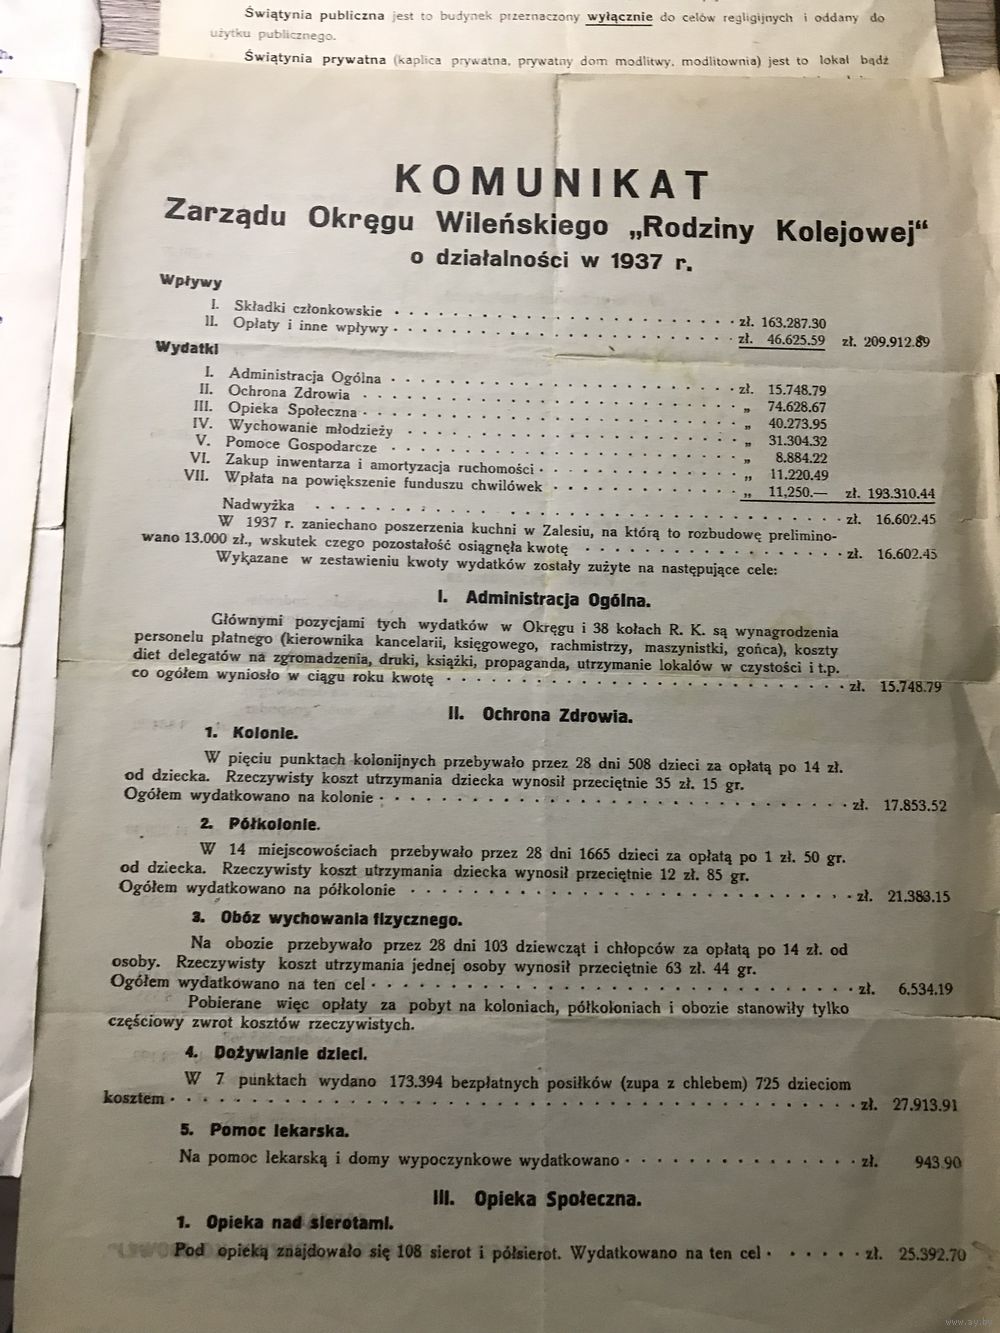 Świątynia publiczna jest to budynek przeznaczony wyłącznie do celów regligijnych i oddany do
użytku publicznego.
Świątynia prywatna (kaplica prywatna, prywatny dom modlitwy, modlitownia) jest to lokal bądź
KOMUNIKAT
Zarządu Okręgu Wileńskiego „Rodziny Kolejowej“
o działalności w 1937 r.
Wpływy
I. Składki członkowskie . . . . . . . . . . zł. 163.287.30
II. Opłaty i inne wpływy . . . . . . . . . . zł. 46.625.59 zł. 209.912.89
Wydatki
I. Administracja Ogólna . . . . . . . . . . zł. 15.748.79
II. Ochrona Zdrowia . . . . . . . . . . „ 74.628.67
III. Opieka Społeczna . . . . . . . . . . „ 40.273.95
IV. Wychowanie młodzieży . . . . . . . . . . „ 31.304.32
V. Pomoce Gospodarcze . . . . . . . . . . „ 8.884.22
VI. Zakup inwentarza i amortyzacja ruchomości . . . . . . . . . . „ 11.220.49
VII. Wpłata na powiększenie funduszu chwilówek . . . . . . . . . . „ 11,250.— zł. 193.310.44
Nadwyżka . . . . . . . . . . zł. 16.602.45
W 1937 r. zaniechano poszerzenia kuchni w Zalesiu, na którą to rozbudowę prelimino-
wano 13.000 zł., wskutek czego pozostałość osiągnęła kwotę . . . . . . . . . . zł. 16.602.45
Wykazane w zestawieniu kwoty wydatków zostały zużyte na następujące cele:
I. Administracja Ogólna.
Głównymi pozycjami tych wydatków w Okręgu i 38 kołach R. K. są wynagrodzenia
personelu płatnego (kierownika kancelarii, księgowego, rachmistrzy, maszynistki, gońca), koszty
diet delegatów na zgromadzenia, druki, książki, propaganda, utrzymanie lokalów w czystości i t.p.
co ogółem wyniosło w ciągu roku kwotę . . . . . . . . . . zł. 15.748.79
II. Ochrona Zdrowia.
1. Kolonie.
W pięciu punktach kolonijnych przebywało przez 28 dni 508 dzieci za opłatą po 14 zł.
od dziecka. Rzeczywisty koszt utrzymania dziecka wynosił przeciętnie 35 zł. 15 gr.
Ogółem wydatkowano na kolonie . . . . . . . . . . zł. 17.853.52
2. Półkolonie.
W 14 miejscowościach przebywało przez 28 dni 1665 dzieci za opłatą po 1 zł. 50 gr.
od dziecka. Rzeczywisty koszt utrzymania dziecka wynosił przeciętnie 12 zł. 85 gr.
Ogółem wydatkowano na półkolonie . . . . . . . . . . zł. 21.383.15
3. Obóz wychowania fizycznego.
Na obozie przebywało przez 28 dni 103 dziewcząt i chłopców za opłatą po 14 zł. od
osoby. Rzeczywisty koszt utrzymania jednej osoby wynosił przeciętnie 63 zł. 44 gr.
Ogółem wydatkowano na ten cel . . . . . . . . . . zł. 6.534.19
Pobierane więc opłaty za pobyt na koloniach, półkoloniach i obozie stanowiły tylko
częściowy zwrot kosztów rzeczywistych.
4. Dożywianie dzieci.
W 7 punktach wydano 173.394 bezpłatnych posiłków (zupa z chlebem) 725 dzieciom
kosztem . . . . . . . . . . zł. 27.913.91
5. Pomoc lekarska.
Na pomoc lekarską i domy wypoczynkowe wydatkowano . . . . . . . . . . zł. 943.90
III. Opieka Społeczna.
1. Opieka nad sierotami.
Pod opieką znajdowało się 108 sierot i półsierot. Wydatkowano na ten cel . . . . . . zł. 25.392.70
www.ay.by